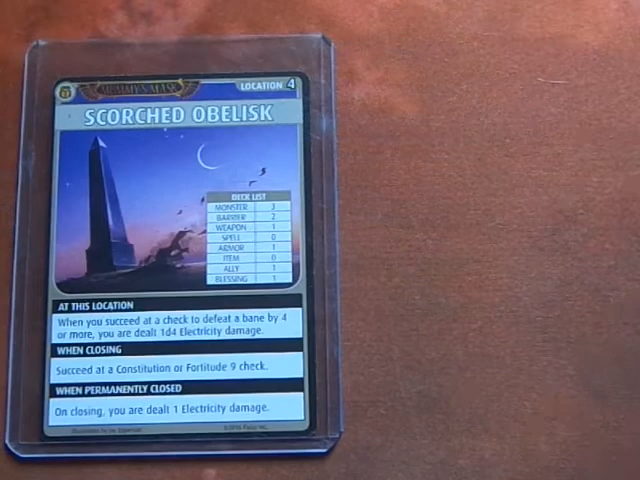 MUMMY'S MASK
LOCATION 4
SCORCHED OBELISK
DECK LIST
MONSTER 3
BARRIER 2
WEAPON 1
SPELL 0
ARMOR 1
ITEM 0
ALLY 1
BLESSING 1
AT THIS LOCATION
When you succeed at a check to defeat a bane by 4
or more, you are dealt 1d4 Electricity damage.
WHEN CLOSING
Succeed at a Constitution or Fortitude 9 check.
WHEN PERMANENTLY CLOSED
On closing, you are dealt 1 Electricity damage.